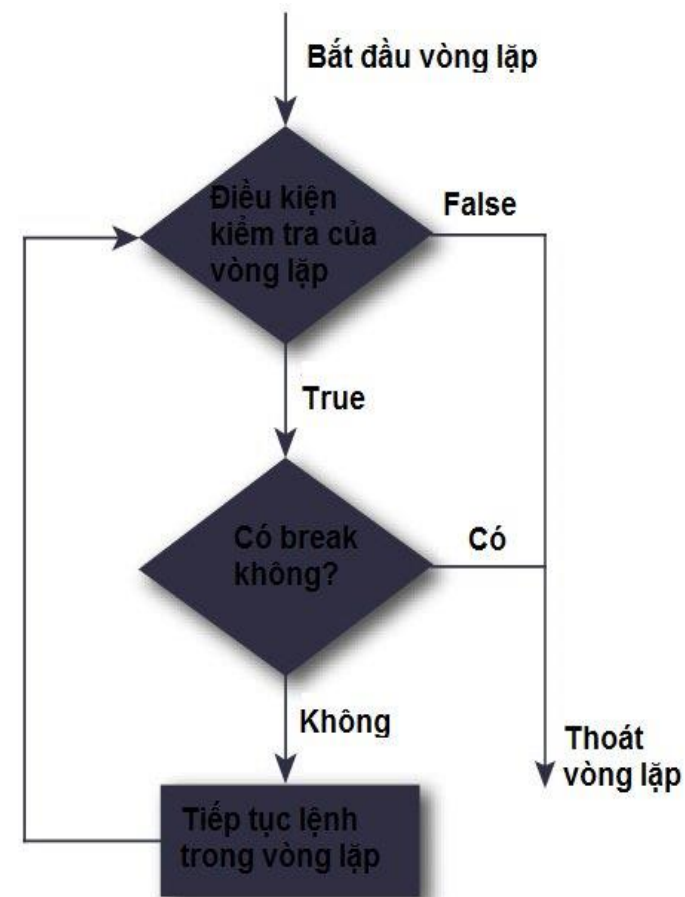 Bắt đầu vòng lặp
Điều kiện
kiểm tra của
vòng lặp
False
True
Có break
không?
Có
Không
Thoát
vòng lặp
Tiếp tục lệnh
trong vòng lặp